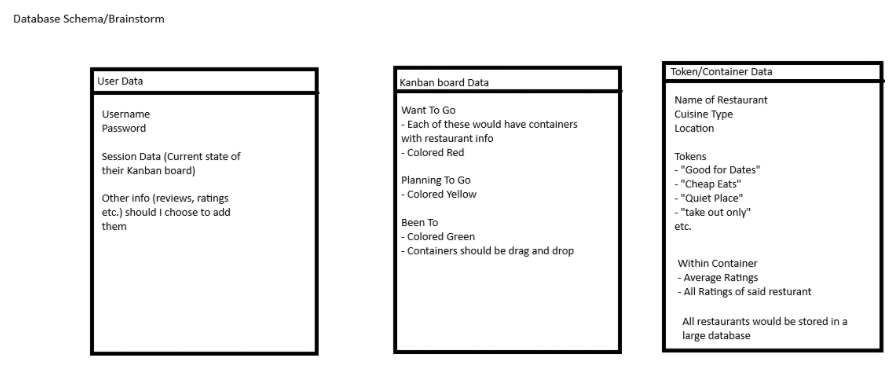 Database Schema/Brainstorm
User Data
Username
Password
Session Data (Current state of
their Kanban board)
Other info (reviews, ratings
etc.) should I choose to add
them
Kanban board Data
Want To Go
- Each of these would have containers
with restaurant info
- Colored Red
Planning To Go
- Colored Yellow
Been To
- Colored Green
- Containers should be drag and drop
Token/Container Data
Name of Restaurant
Cuisine Type
Location
Tokens
- "Good for Dates"
- "Cheap Eats"
- "Quiet Place"
- "take out only"
etc.
Within Container
- Average Ratings
- All Ratings of said resturant
All restaurants would be stored in a
large database